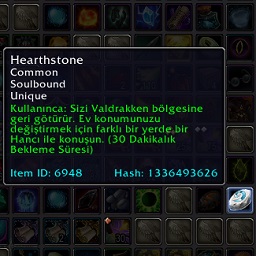 Hearthstone
Common
Soulbound
Unique
Kullanınca: Sizi Valdrakken bölgesine
geri götürür. Ev konumunuzu
değiştirmek için farklı bir yerde bir
Hancı ile konuşun. (30 Dakikalık
Bekleme Süresi)
Item ID: 6948 Hash: 1336493626